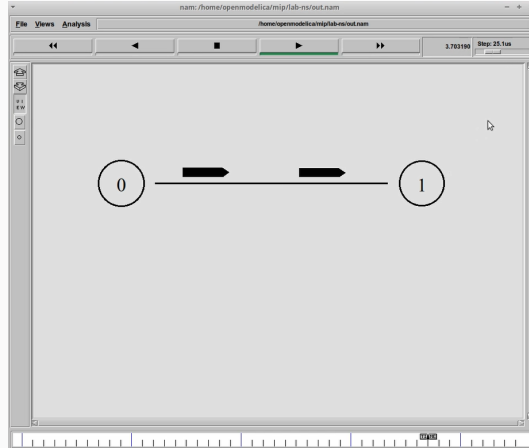 nam: /home/openmodelica/mip/lab-ns/out.nam
File Views Analysis /home/openmodelica/mip/lab-ns/out.nam
3.703190 Step: 25.1us
0 1